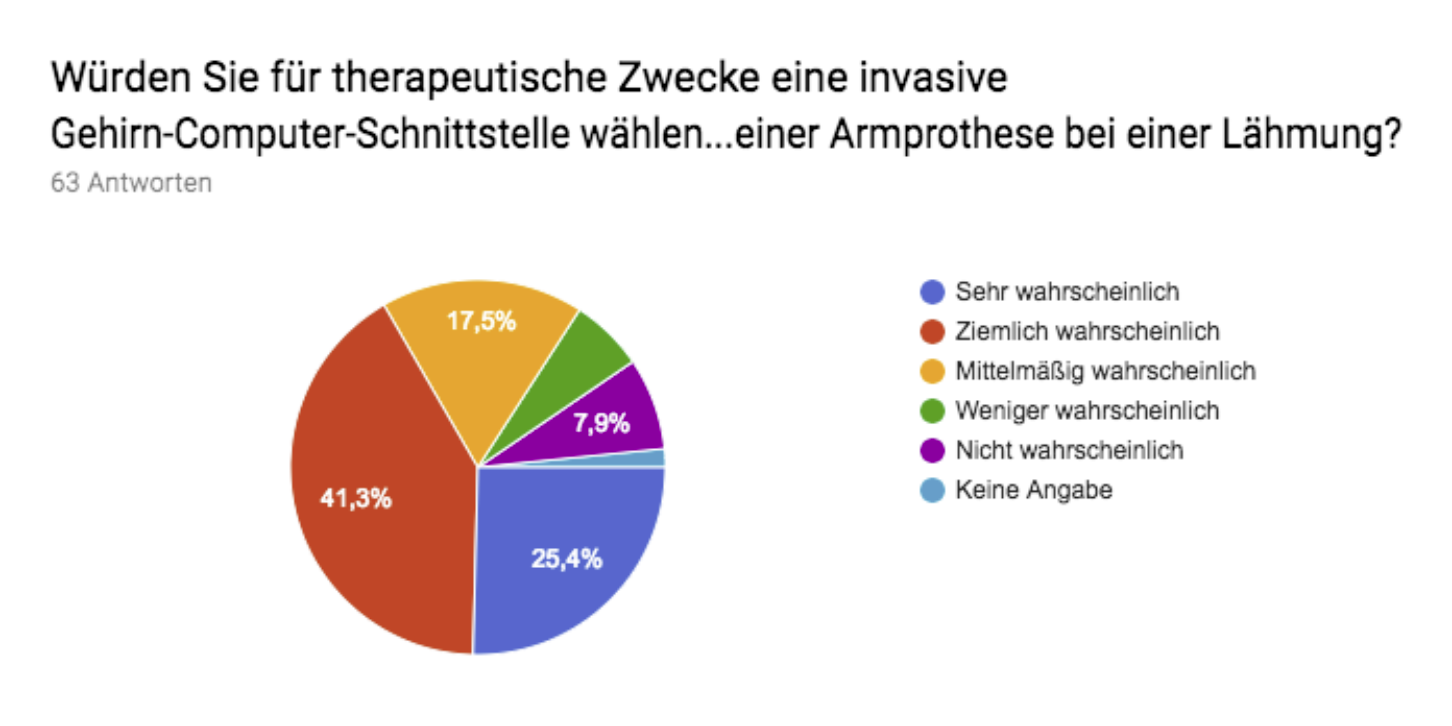 Würden Sie für therapeutische Zwecke eine invasive
Gehirn-Computer-Schnittstelle wählen...einer Armprothese bei einer Lähmung?
63 Antworten
17,5%
7,9%
41,3%
25,4%
Sehr wahrscheinlich
Ziemlich wahrscheinlich
Mittelmäßig wahrscheinlich
Weniger wahrscheinlich
Nicht wahrscheinlich
Keine Angabe